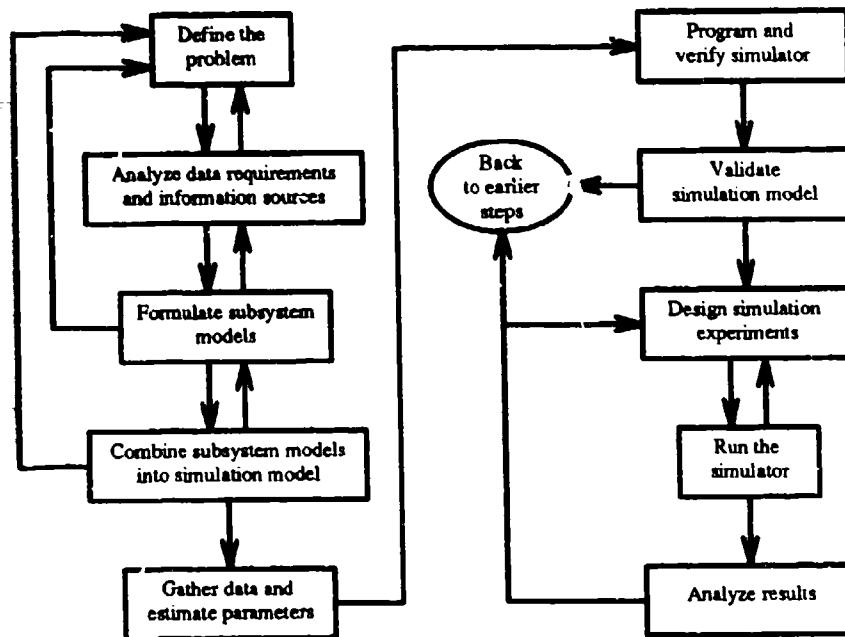 Define the
problem
Analyze data requirements
and information sources
Formulate subsystem
models
Combine subsystem models
into simulation model
Gather data and
estimate parameters
Program and
verify simulator
Back
to earlier
steps
Validate
simulation model
Design simulation
experiments
Run the
simulator
Analyze results